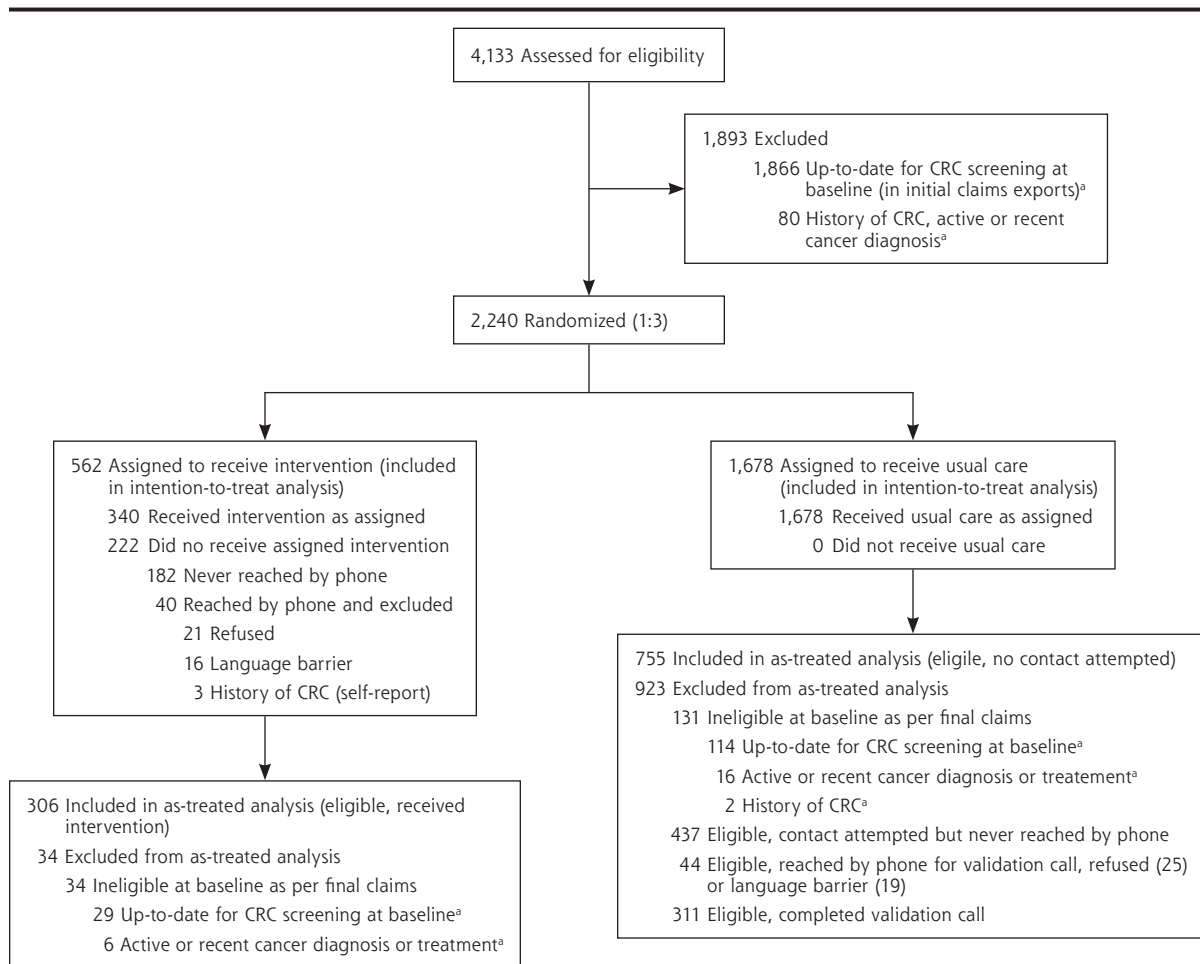 4,133 Assessed for eligibility
1,893 Excluded
1,866 Up-to-date for CRC screening at
baseline (in initial claims exports)ᵃ
80 History of CRC, active or recent
cancer diagnosisᵃ
2,240 Randomized (1:3)
562 Assigned to receive intervention (included
in intention-to-treat analysis)
340 Received intervention as assigned
222 Did no receive assigned intervention
182 Never reached by phone
40 Reached by phone and excluded
21 Refused
16 Language barrier
3 History of CRC (self-report)
1,678 Assigned to receive usual care
(included in intention-to-treat analysis)
1,678 Received usual care as assigned
0 Did not receive usual care
306 Included in as-treated analysis (eligible, received
intervention)
34 Excluded from as-treated analysis
34 Ineligible at baseline as per final claims
29 Up-to-date for CRC screening at baselineᵃ
6 Active or recent cancer diagnosis or treatmentᵃ
755 Included in as-treated analysis (eligile, no contact attempted)
923 Excluded from as-treated analysis
131 Ineligible at baseline as per final claims
114 Up-to-date for CRC screening at baselineᵃ
16 Active or recent cancer diagnosis or treatementᵃ
2 History of CRCᵃ
437 Eligible, contact attempted but never reached by phone
44 Eligible, reached by phone for validation call, refused (25)
or language barrier (19)
311 Eligible, completed validation call